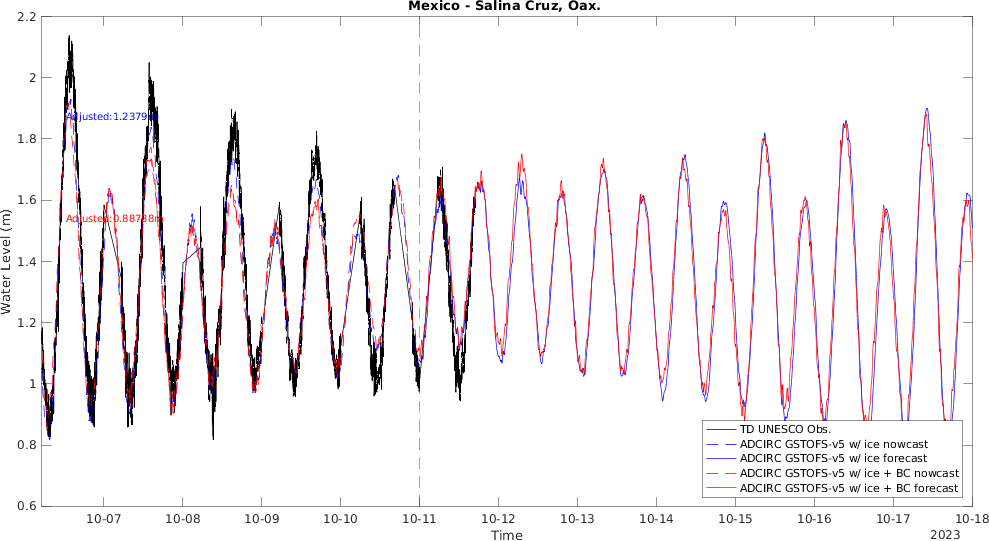 Mexico - Salina Cruz, Oax.
2.2
2
1.8
1.6
1.4
1.2
1
0.8
0.6
Water Level (m)
Adjusted:1.2379m
Adjusted:0.88738m
TD UNESCO Obs.
ADCIRC GSTOFS-v5 w/ ice nowcast
ADCIRC GSTOFS-v5 w/ ice forecast
ADCIRC GSTOFS-v5 w/ ice + BC nowcast
ADCIRC GSTOFS-v5 w/ ice + BC forecast
10-07 10-08 10-09 10-10 10-11 10-12 10-13 10-14 10-15 10-16 10-17 10-18
Time
2023